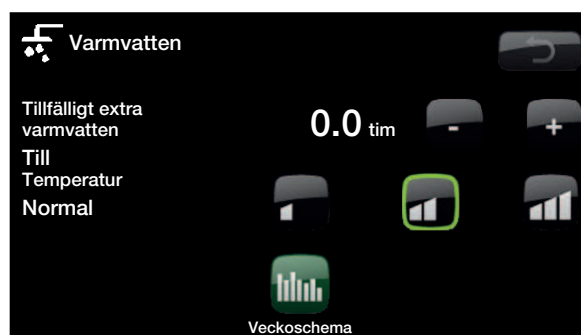 Varmvatten
Tillfälligt extra
varmvatten
0.0 tim
-
+
Till
Temperatur
Normal
Veckoschema